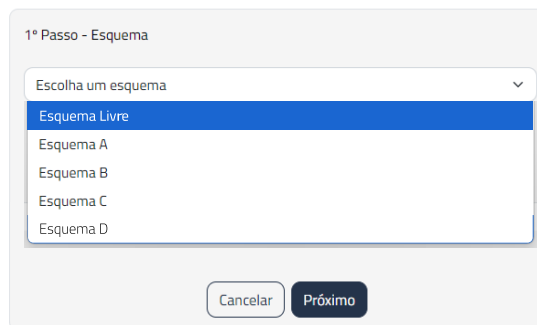 1º Passo - Esquema
Escolha um esquema
Esquema Livre
Esquema A
Esquema B
Esquema C
Esquema D
Cancelar
Próximo